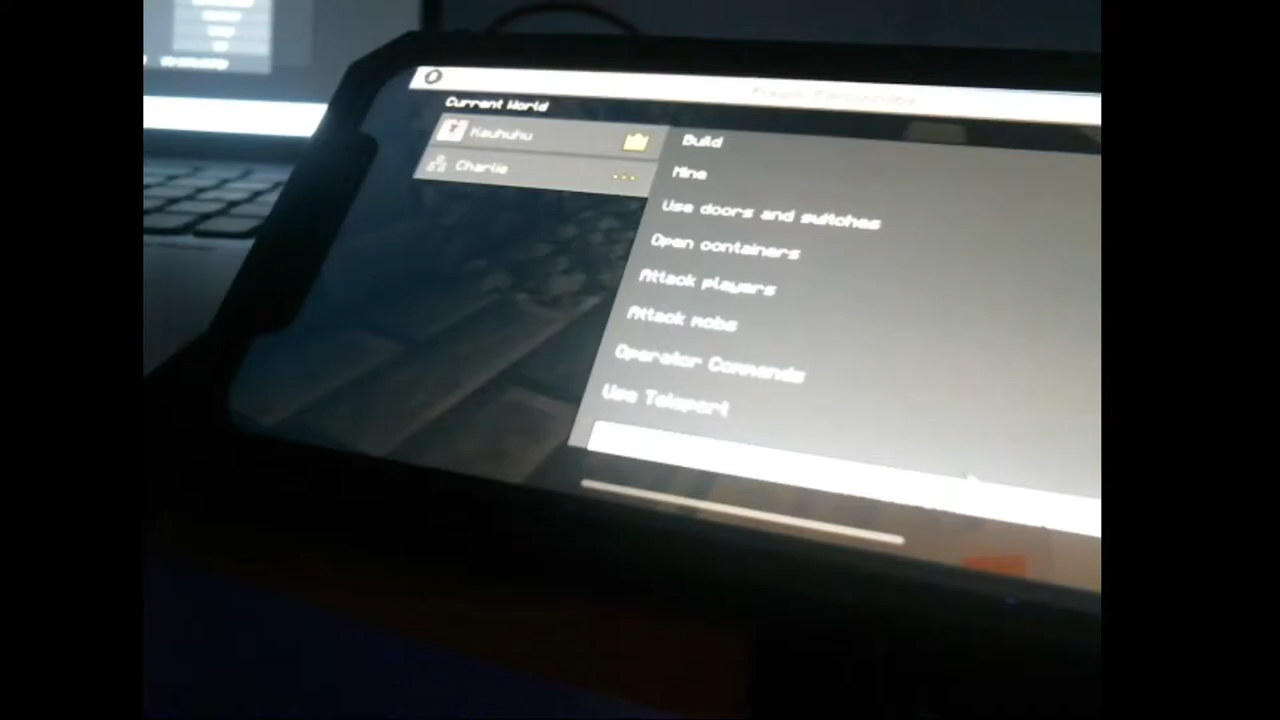 Current World
Kauhuhu
Charlie
Build
Mine
Use doors and switches
Open containers
Attack players
Attack mobs
Operator Commands
Use Teleport